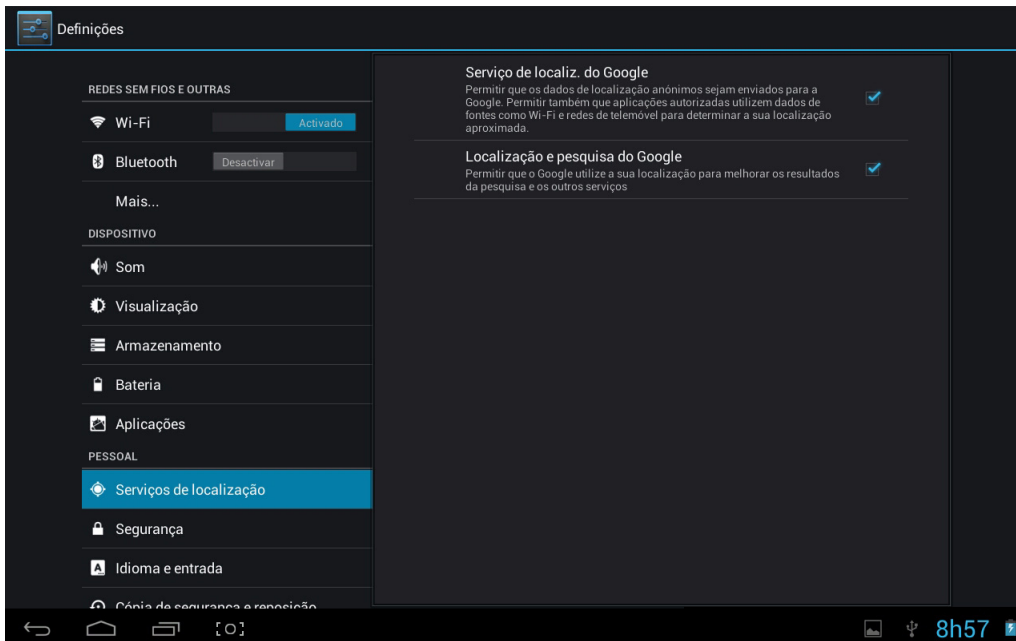 Definições
REDES SEM FIOS E OUTRAS
Wi-Fi
Activado
Bluetooth
Desactivar
Mais...
DISPOSITIVO
Som
Visualização
Armazenamento
Bateria
Aplicações
PESSOAL
Serviços de localização
Segurança
Idioma e entrada
Cópia de segurança e reposição
Serviço de localiz. do Google
Permitir que os dados de localização anónimos sejam enviados para a
Google. Permitir também que aplicações autorizadas utilizem dados de
fontes como Wi-Fi e redes de telemóvel para determinar a sua localização
aproximada.
Localização e pesquisa do Google
Permitir que o Google utilize a sua localização para melhorar os resultados
da pesquisa e os outros serviços
8h57